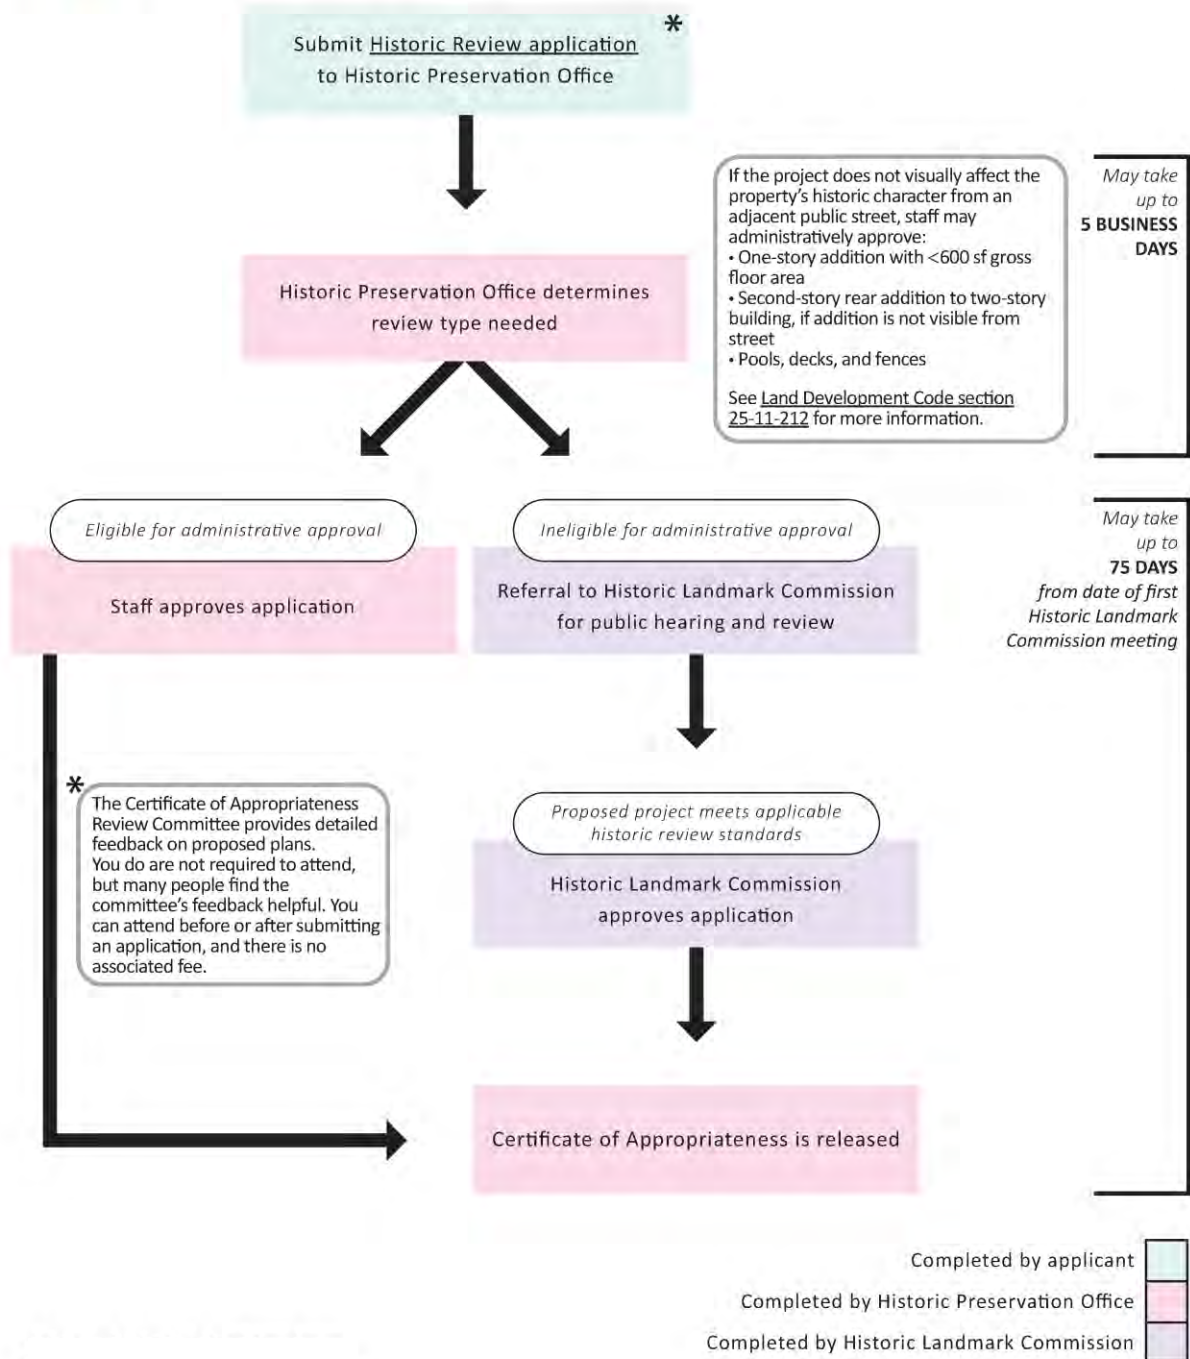 *
Submit Historic Review application
to Historic Preservation Office
If the project does not visually affect the
property's historic character from an
adjacent public street, staff may
administratively approve:
• One-story addition with <600 sf gross
floor area
• Second-story rear addition to two-story
building, if addition is not visible from
street
• Pools, decks, and fences
See Land Development Code section
25-11-212 for more information.
May take
up to
5 BUSINESS
DAYS
Historic Preservation Office determines
review type needed
Eligible for administrative approval
Staff approves application
Ineligible for administrative approval
Referral to Historic Landmark Commission
for public hearing and review
May take
up to
75 DAYS
from date of first
Historic Landmark
Commission meeting
*
The Certificate of Appropriateness
Review Committee provides detailed
feedback on proposed plans.
You do are not required to attend,
but many people find the
committee's feedback helpful. You
can attend before or after submitting
an application, and there is no
associated fee.
Proposed project meets applicable
historic review standards
Historic Landmark Commission
approves application
Certificate of Appropriateness is released
Completed by applicant
Completed by Historic Preservation Office
Completed by Historic Landmark Commission